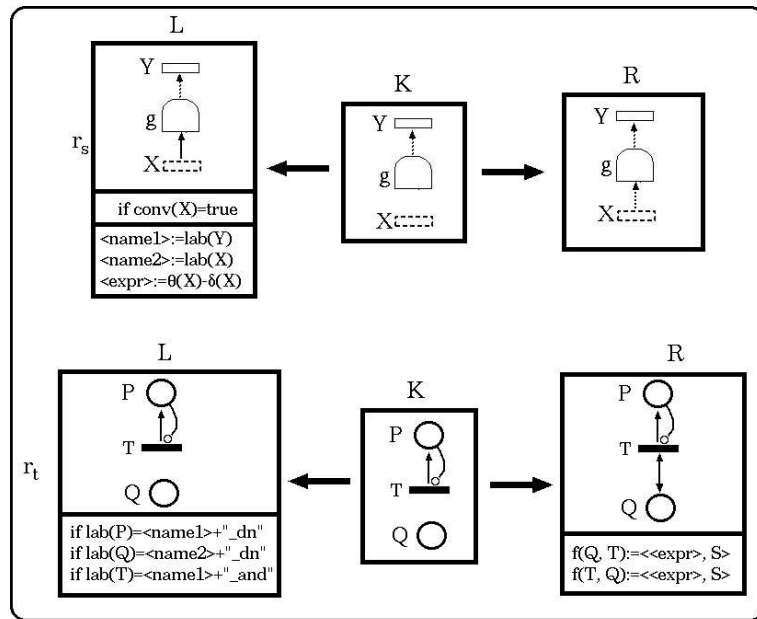 L
K
R
r_s
Y
g
X
Y
g
X
Y
g
X
if conv(X)=true
<name1>:=lab(Y)
<name2>:=lab(X)
<expr>:=θ(X)-δ(X)
L
K
R
r_t
P
T
Q
P
T
Q
P
T
Q
if lab(P)=<name1>+"_dn"
if lab(Q)=<name2>+"_dn"
if lab(T)=<name1>+"_and"
f(Q, T):=<<expr>, S>
f(T, Q):=<<expr>, S>